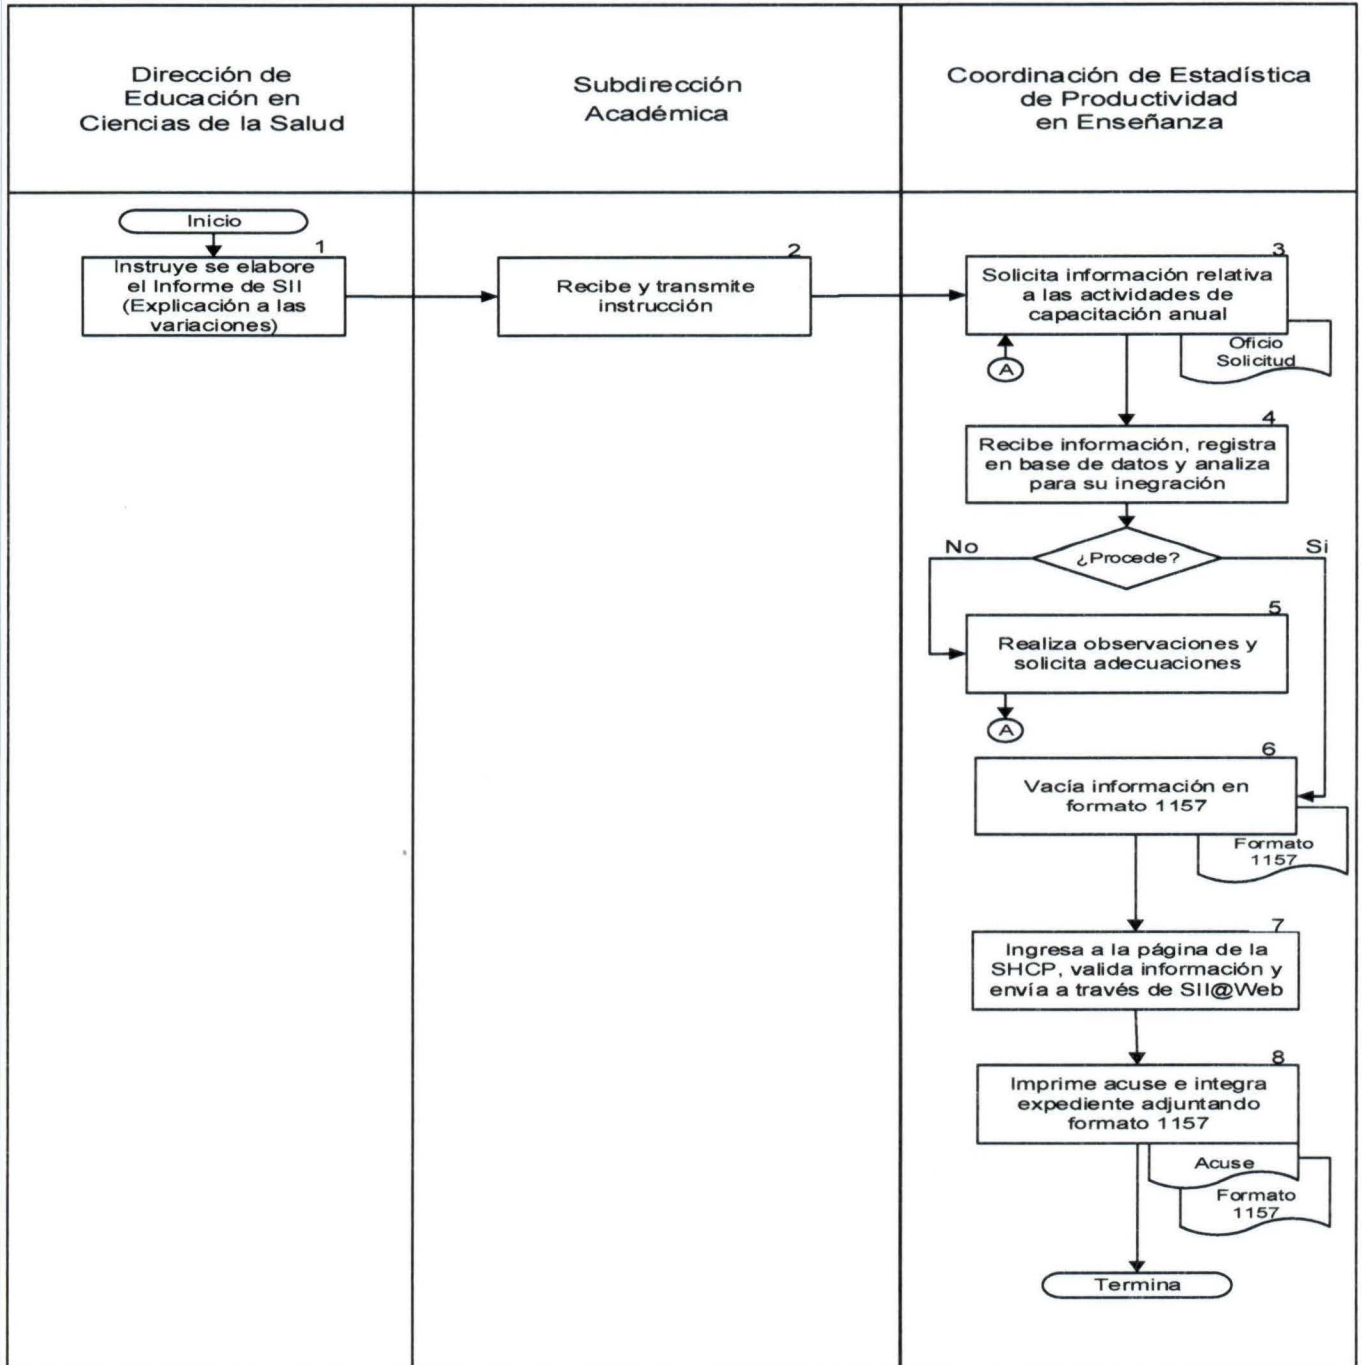 Dirección de
Educación en
Ciencias de la Salud
Subdirección
Académica
Coordinación de Estadística
de Productividad
en Enseñanza
Inicio
1
Instruye se elabore
el Informe de SII
(Explicación a las
variaciones)
2
Recibe y transmite
instrucción
3
Solicita información relativa
a las actividades de
capacitación anual
Oficio
Solicitud
A
4
Recibe información, registra
en base de datos y analiza
para su inegración
No
¿Procede?
Si
5
Realiza observaciones y
solicita adecuaciones
A
6
Vacía información en
formato 1157
Formato
1157
7
Ingresa a la página de la
SHCP, valida información y
envía a través de SII@Web
8
Imprime acuse e integra
expediente adjuntando
formato 1157
Acuse
Formato
1157
Termina